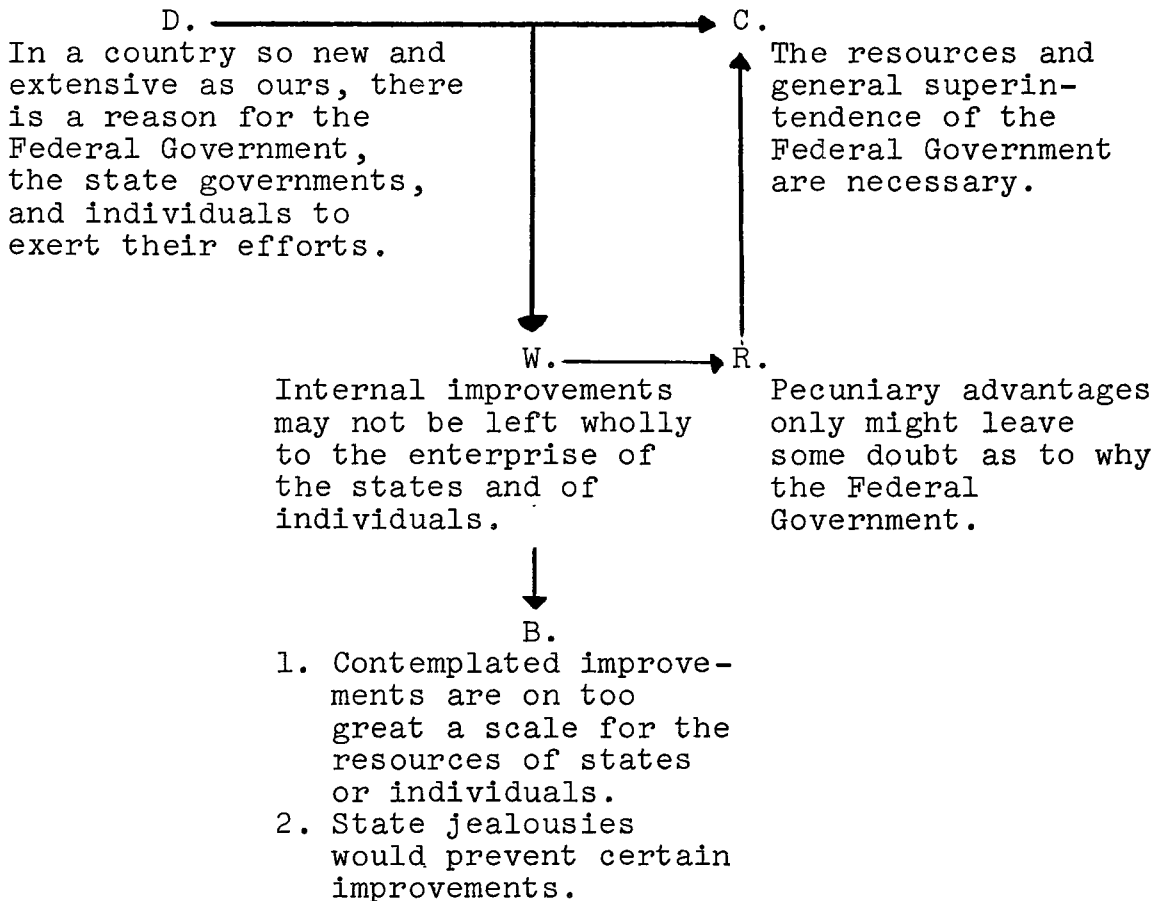 D.
In a country so new and
extensive as ours, there
is a reason for the
Federal Government,
the state governments,
and individuals to
exert their efforts.
C.
The resources and
general superin-
tendence of the
Federal Government
are necessary.
W.
Internal improvements
may not be left wholly
to the enterprise of
the states and of
individuals.
R.
Pecuniary advantages
only might leave
some doubt as to why
the Federal
Government.
B.
1. Contemplated improve-
ments are on too
great a scale for the
resources of states
or individuals.
2. State jealousies
would prevent certain
improvements.